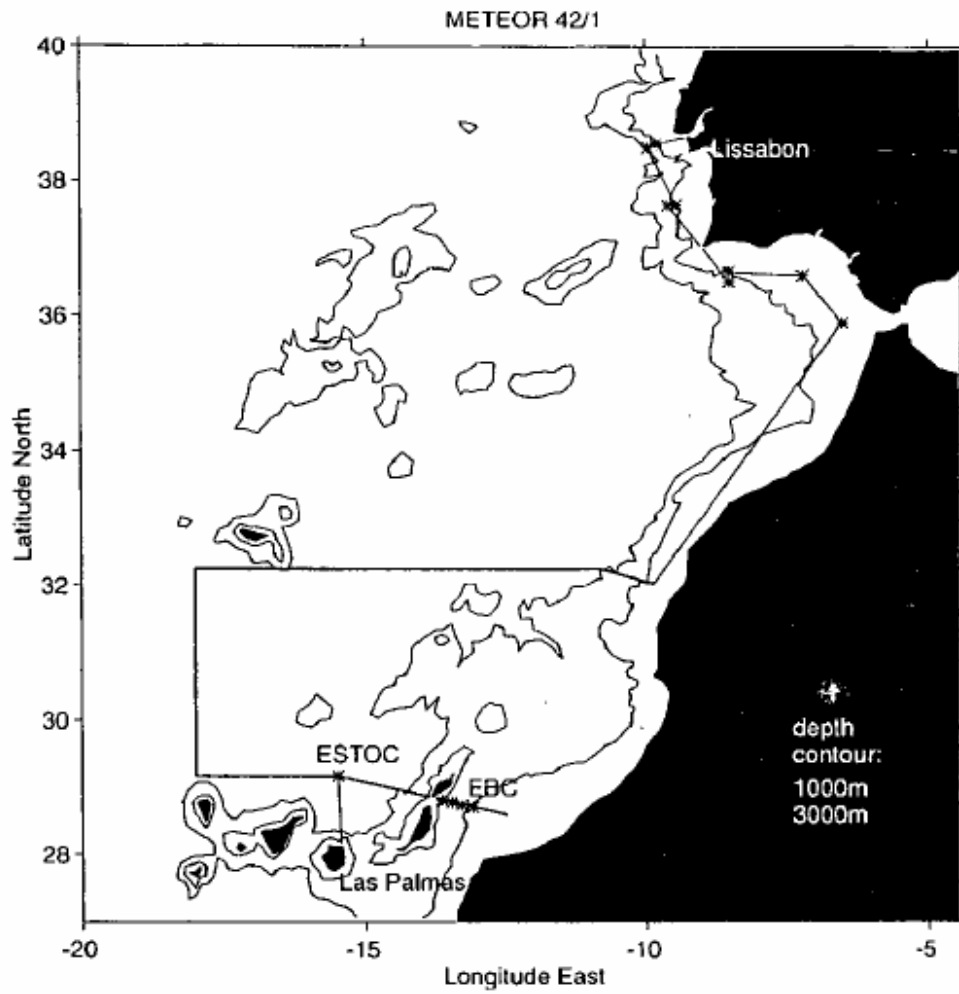 METEOR 42/1
40
38
36
34
32
30
28
Latitude North
Lissabon
ESTOC
EBC
Las Palmas
depth
contour:
1000m
3000m
-20
-15
-10
-5
Longitude East